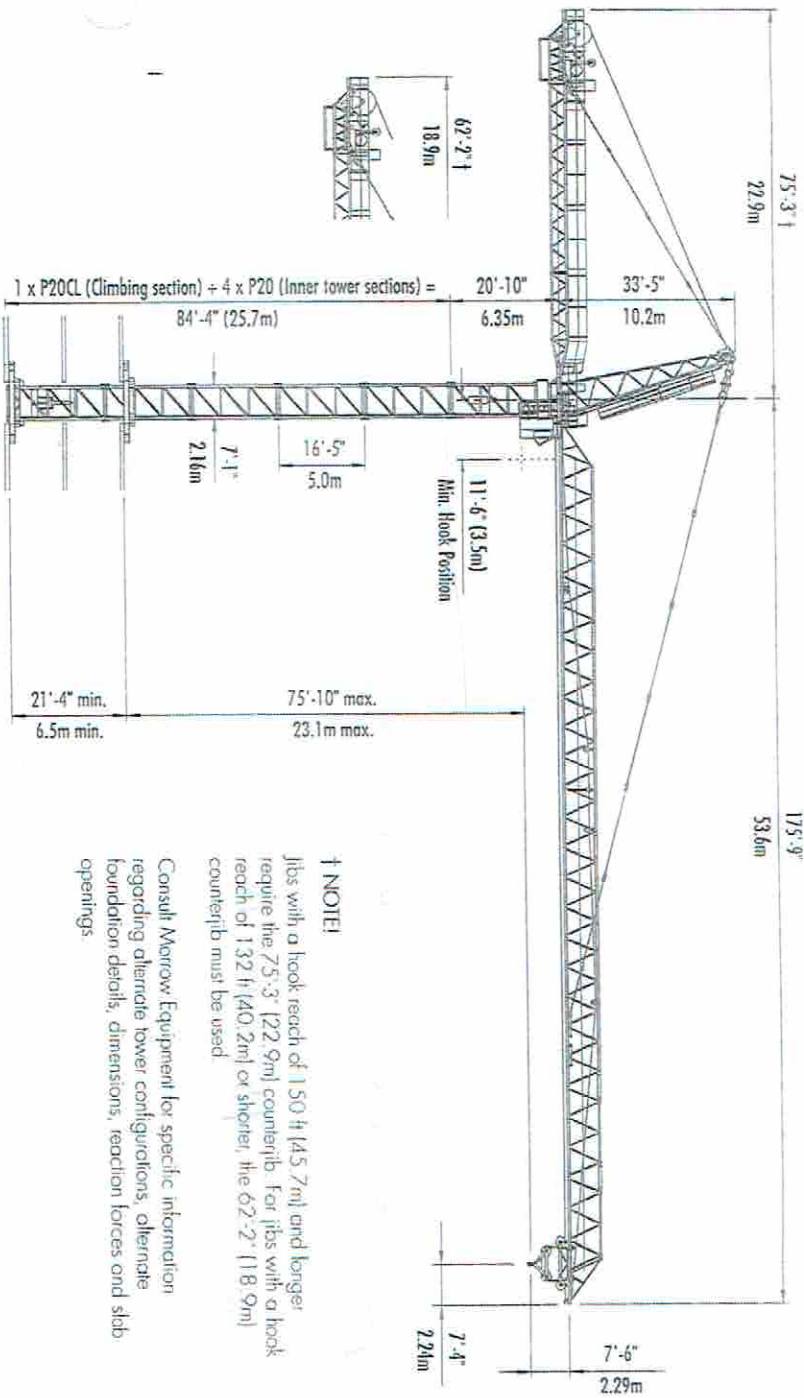 75'-3" †
22.9m
175'-9"
53.6m
62'-2" †
18.9m
1 x P20CL (Climbing section) + 4 x P20 (Inner tower sections) =
84'-4" (25.7m)
20'-10"
6.35m
33'-5"
10.2m
7'-1"
2.16m
16'-5"
5.0m
11'-6" (3.5m)
Min. Hook Position
21'-4" min.
6.5m min.
75'-10" max.
23.1m max.
7'-4"
2.24m
7'-6"
2.29m
† NOTE!
Jibs with a hook reach of 150 ft (45.7m) and longer
require the 75'-3" (22.9m) counterjib. For jibs with a hook
reach of 132 ft (40.2m) or shorter, the 62'-2" (18.9m)
counterjib must be used.
Consult Morrow Equipment for specific information
regarding alternate tower configurations, alternate
foundation details, dimensions, reaction forces and slab
openings.